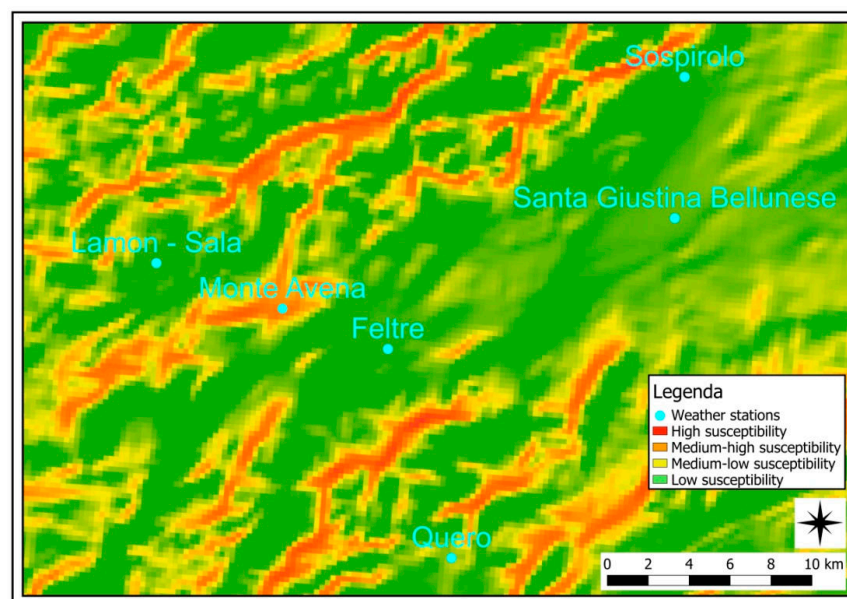 Sospirolo
Santa Giustina Bellunese
Lamon - Sala
Monte Avena
Feltre
Quero
Legenda
Weather stations
High susceptibility
Medium-high susceptibility
Medium-low susceptibility
Low susceptibility
0 2 4 6 8 10 km